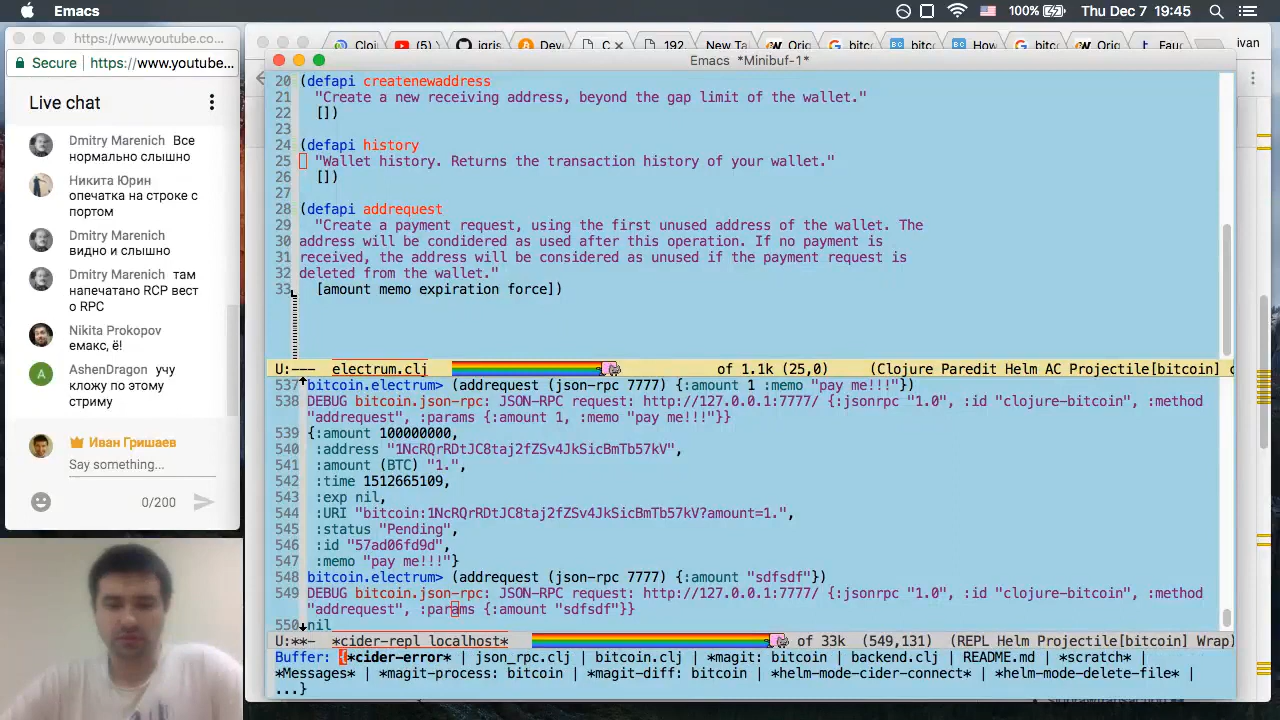 Emacs
100%
Thu Dec 7 19:45
https://www.youtube.co...
Secure | https://www.youtube...
Live chat
Dmitry Marenich Все
нормально слышно
Никита Юрин
опечатка на строке с
портом
Dmitry Marenich
видно и слышно
Dmitry Marenich там
напечатано RCP вест
о RPC
Nikita Prokopov
емакс, ё!
AshenDragon учу
кложу по этому
стриму
Иван Гришаев
Say something...
0/200
Cloj
(5)
igris
Dev
C
192.
New Ta
Orig
bitc
BC
How
bitc
Orig
Fauc
ivan
Emacs *Minibuf-1*
20 (defapi createnewaddress
21 "Create a new receiving address, beyond the gap limit of the wallet."
22 [])
23
24 (defapi history
25 "Wallet history. Returns the transaction history of your wallet."
26 [])
27
28 (defapi addrequest
29 "Create a payment request, using the first unused address of the wallet. The
30 address will be condidered as used after this operation. If no payment is
31 received, the address will be considered as unused if the payment request is
32 deleted from the wallet."
33 [amount memo expiration force])
U:--- electrum.clj of 1.1k (25,0) (Clojure Paredit Helm AC Projectile[bitcoin] c
537 bitcoin.electrum> (addrequest (json-rpc 7777) {:amount 1 :memo "pay me!!!"})
538 DEBUG bitcoin.json-rpc: JSON-RPC request: http://127.0.0.1:7777/ {:jsonrpc "1.0", :id "clojure-bitcoin", :method
"addrequest", :params {:amount 1, :memo "pay me!!!"}}
539 {:amount 100000000,
540 :address "1NcRQrRDtJC8taj2fZSv4JkSicBmTb57kV",
541 :amount (BTC) "1.",
542 :time 1512665109,
543 :exp nil,
544 :URI "bitcoin:1NcRQrRDtJC8taj2fZSv4JkSicBmTb57kV?amount=1.",
545 :status "Pending",
546 :id "57ad06fd9d",
547 :memo "pay me!!!"}
548 bitcoin.electrum> (addrequest (json-rpc 7777) {:amount "sdfsdf"})
549 DEBUG bitcoin.json-rpc: JSON-RPC request: http://127.0.0.1:7777/ {:jsonrpc "1.0", :id "clojure-bitcoin", :method
"addrequest", :params {:amount "sdfsdf"}}
550 nil
U:**- *cider-repl localhost* of 33k (549,131) (REPL Helm Projectile[bitcoin] Wrap)
Buffer: {*cider-error* | json_rpc.clj | bitcoin.clj | *magit: bitcoin | backend.clj | README.md | *scratch* |
*Messages* | *magit-process: bitcoin | *magit-diff: bitcoin | *helm-mode-cider-connect* | *helm-mode-delete-file* |
...}